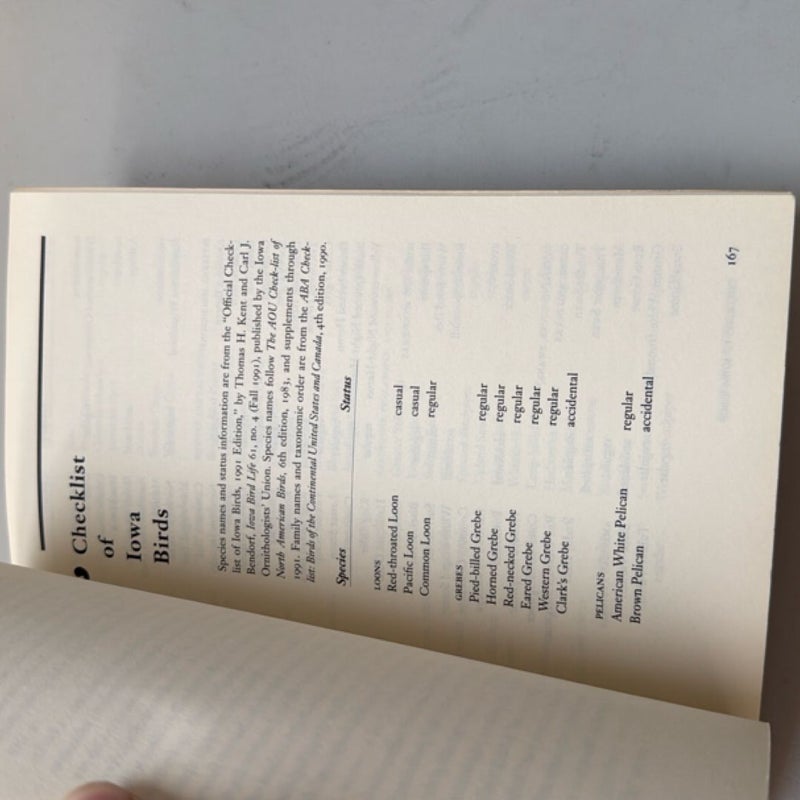 Checklist
of
Iowa
Birds
Species names and status information are from the "Official Check-
list of Iowa Birds, 1991 Edition," by Thomas H. Kent and Carl J.
Bendorf, Iowa Bird Life 61, no. 4 (Fall 1991), published by the Iowa
Ornithologists' Union. Species names follow The AOU Check-list of
North American Birds, 6th edition, 1983, and supplements through
1991. Family names and taxonomic order are from the ABA Check-
list: Birds of the Continental United States and Canada, 4th edition, 1990.
Species Status
LOONS
Red-throated Loon casual
Pacific Loon casual
Common Loon regular
GREBES
Pied-billed Grebe regular
Horned Grebe regular
Red-necked Grebe regular
Eared Grebe regular
Western Grebe regular
Clark's Grebe accidental
PELICANS
American White Pelican regular
Brown Pelican accidental
167